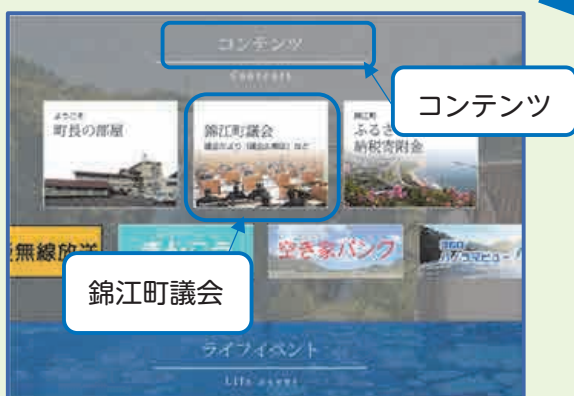 コンテンツ
Contents
コンテンツ
ようこそ
町長の部屋
錦江町議会
議会だより（議会広報誌）など
錦江町
ふるさ
納税寄附金
無線放送
空き家バンク
360
パノラマビュー
錦江町議会
ライフイベント
Life event